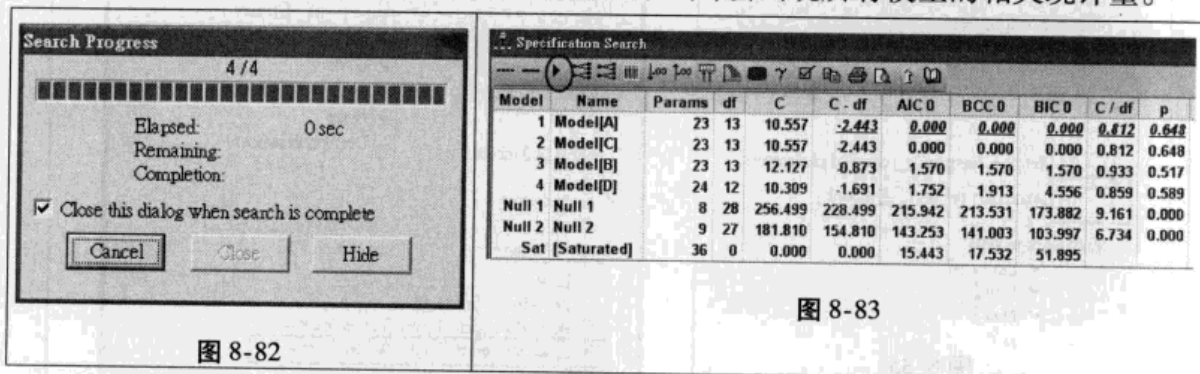 Search Progress
4 / 4
Elapsed: 0 sec
Remaining:
Completion:
Close this dialog when search is complete
Cancel Close Hide
图 8-82
Specification Search
Model Name Params df C C - df AIC 0 BCC 0 BIC 0 C / df p
1 Model[A] 23 13 10.557 -2.443 0.000 0.000 0.000 0.812 0.648
2 Model[C] 23 13 10.557 -2.443 0.000 0.000 0.000 0.812 0.648
3 Model[B] 23 13 12.127 -0.873 1.570 1.570 1.570 0.933 0.517
4 Model[D] 24 12 10.309 -1.691 1.752 1.913 4.556 0.859 0.589
Null 1 Null 1 8 28 256.499 228.499 215.942 213.531 173.882 9.161 0.000
Null 2 Null 2 9 27 181.810 154.810 143.253 141.003 103.997 6.734 0.000
Sat [Saturated] 36 0 0.000 0.000 15.443 17.532 51.895
图 8-83